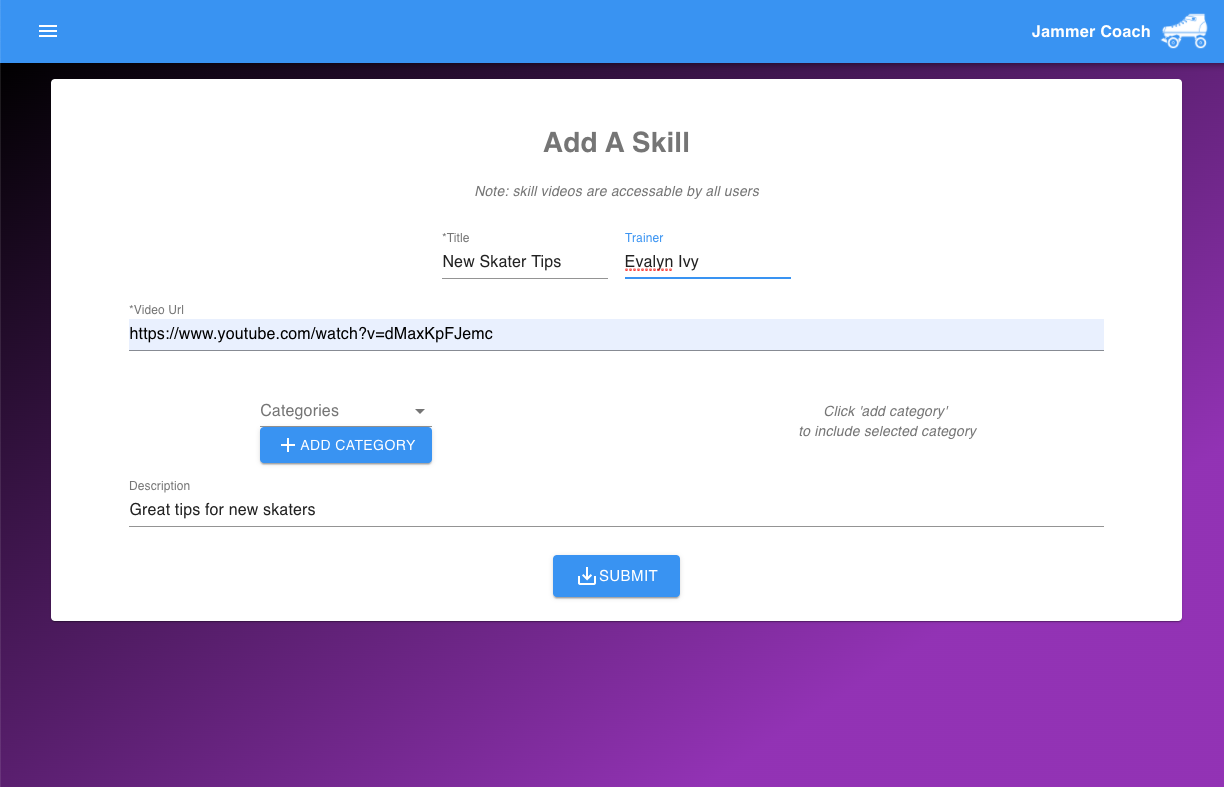 Jammer Coach
Add A Skill
Note: skill videos are accessable by all users
*Title
Trainer
New Skater Tips
Evalyn Ivy
*Video Url
https://www.youtube.com/watch?v=dMaxKpFJemc
Categories
ADD CATEGORY
Click 'add category'
to include selected category
Description
Great tips for new skaters
SUBMIT